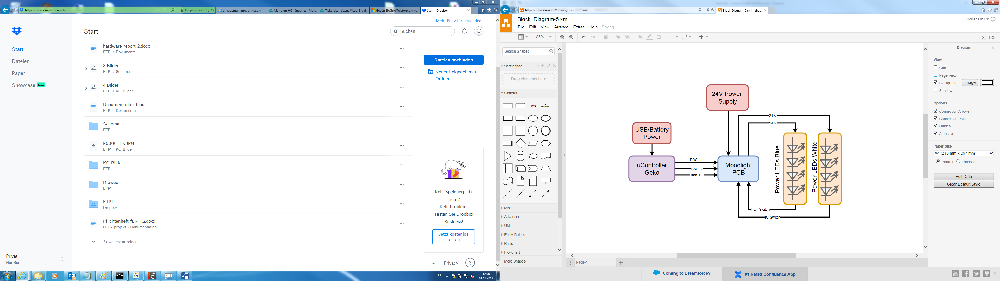 https://www.dropbox.com/h
Dropbox, Inc [US]
engagement.metrohm.com
Metrohm HQ - Intranet - Men...
TicketList - Lizenz Visual Studi...
Geben Sie Ihre Telefonnumm...
Start – Dropbox
Mehr Platz für neue Ideen
Start
Suchen
Start
Dateien
Paper
Showcase Neu
hardware_report_2.docx
ETP1 › Dokumente
3 Bilder
ETP1 › Schema
4 Bilder
ETP1 › KO_Bilder
Documentation.docx
ETP1 › Dokumente
Schema
ETP1
F0006TEK.JPG
ETP1 › KO_Bilder
KO_Bilder
ETP1
Draw.io
ETP1
ETP1
Dropbox
Pflichtenheft_fERTIG.docx
DTP2_projekt › Dokumentation
2+ weitere anzeigen
Dateien hochladen
Neuer freigegebener
Ordner
Kein Speicherplatz
mehr?
Kein Problem!
Testen Sie Dropbox
Business!
Jetzt kostenlos
testen
Privacy
?
Privat
Nur Sie
DE
12:06
01.11.2017
https://www.draw.io/#DBlock_Diagram-5.xml
Block_Diagram-5.xml - dra...
Block_Diagram-5.xml
Roman Frick
File Edit View Arrange Extras Help Saving...
85%
Search Shapes
Scratchpad
?
Drag elements here
General
Text
Misc
Advanced
UML
Entity Relation
Basic
Flowchart
More Shapes...
24V Power
Supply
24 V
24 V
USB/Battery
Power
uController
Geko
DAC_1
DAC_2
Start_FF
Moodlight
PCB
Power LEDs Blue
Power LEDs White
FET-Switch
IC-Switch
Page-1
Diagram
View
Grid
Page View
Background
Image
Shadow
Options
Connection Arrows
Connection Points
Guides
Autosave
Paper Size
A4 (210 mm x 297 mm)
Portrait
Landscape
Edit Data
Clear Default Style
Coming to Dreamforce?
#1 Rated Confluence App